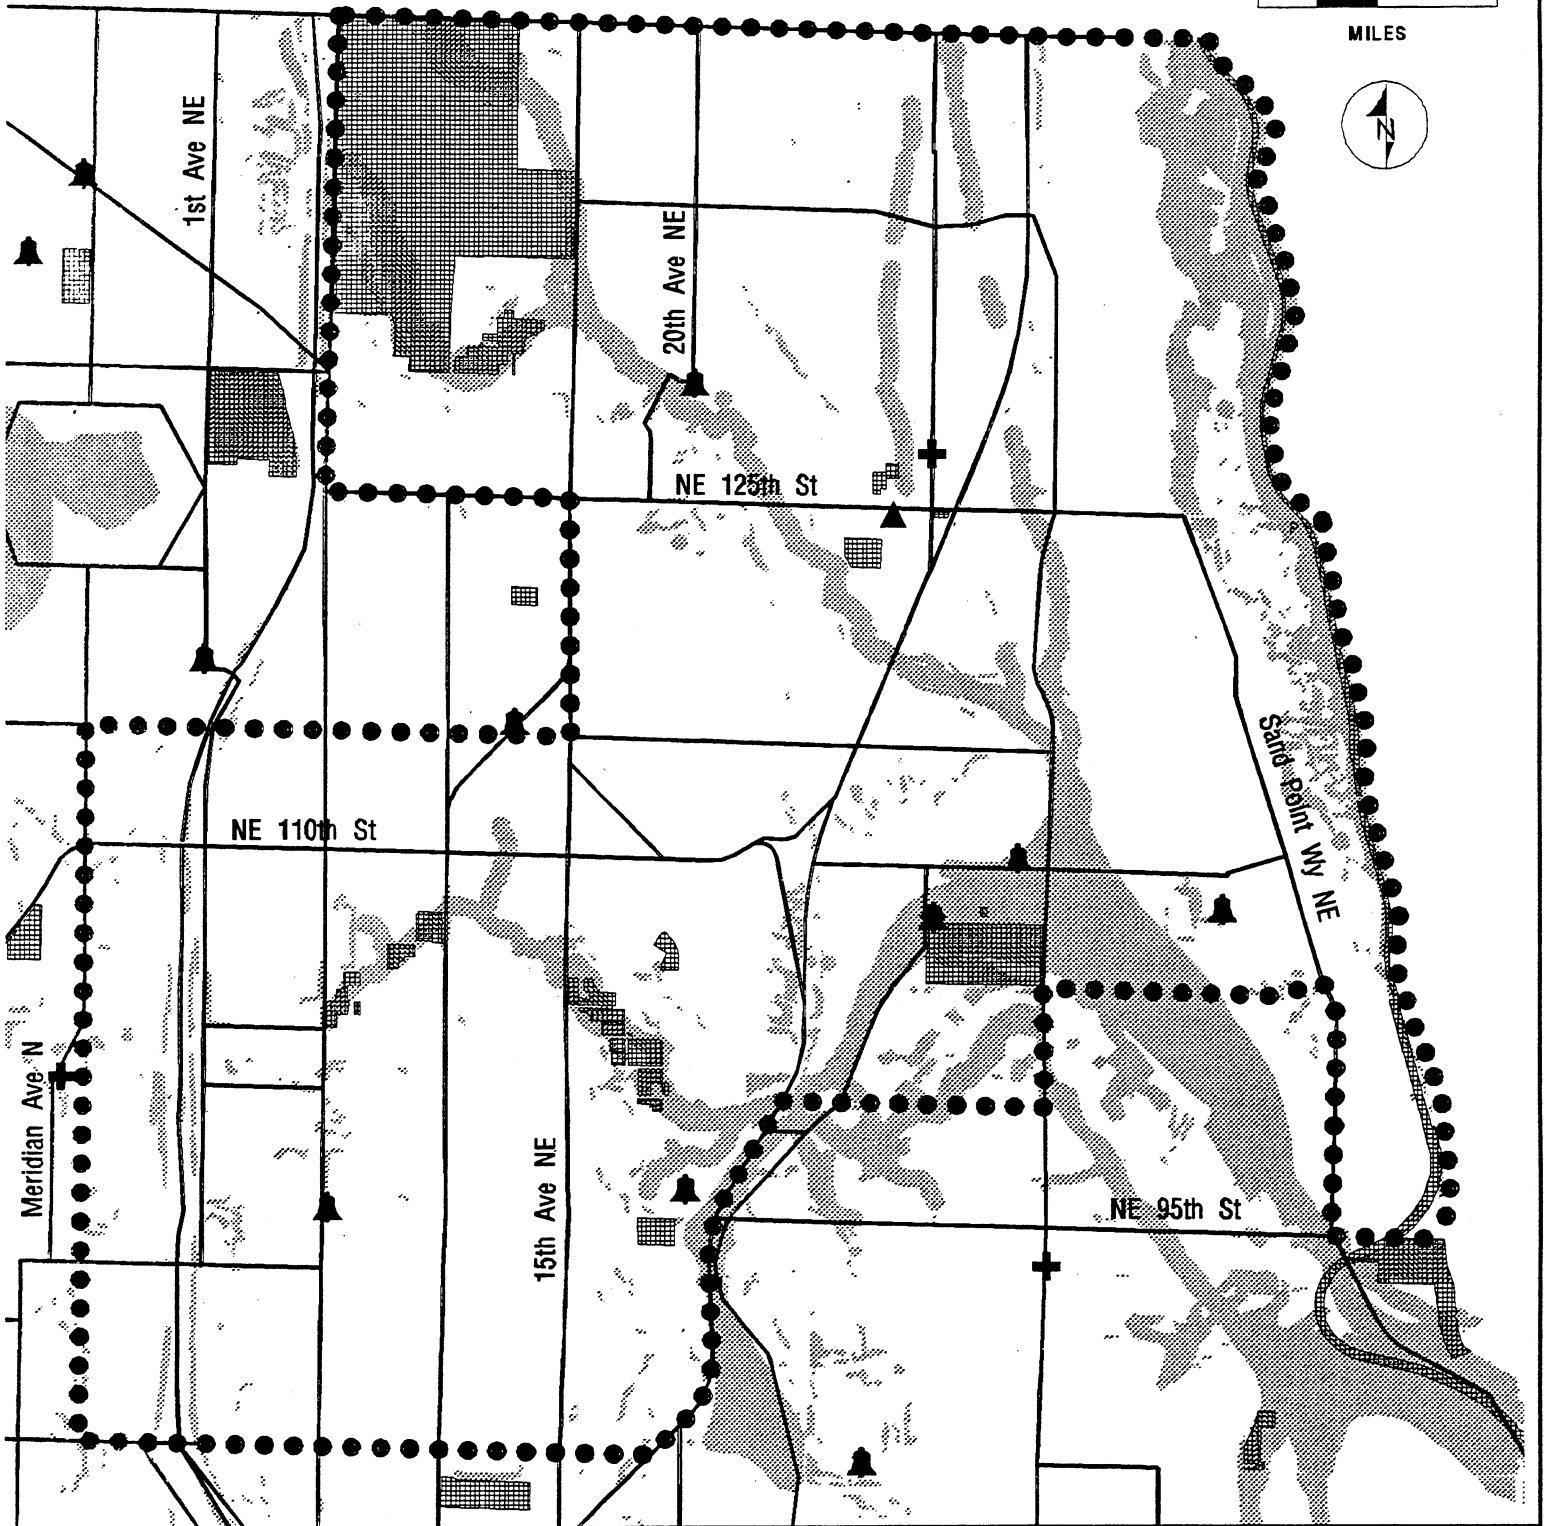 MILES
N
1st Ave NE
20th Ave NE
NE 125th St
Sand Point Wy NE
NE 110th St
Meridian Ave N
15th Ave NE
NE 95th St